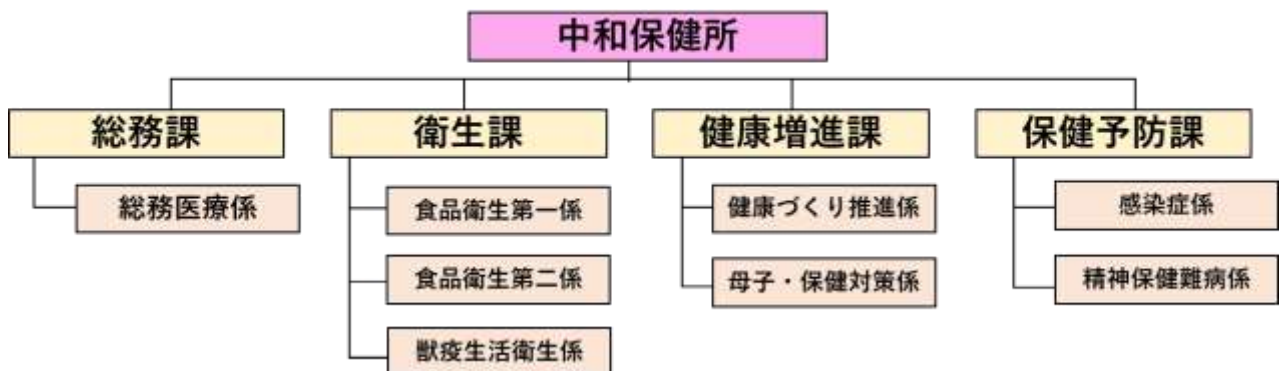 中和保健所
総務課
総務医療係
衛生課
食品衛生第一係
食品衛生第二係
獣疫生活衛生係
健康増進課
健康づくり推進係
母子・保健対策係
保健予防課
感染症係
精神保健難病係